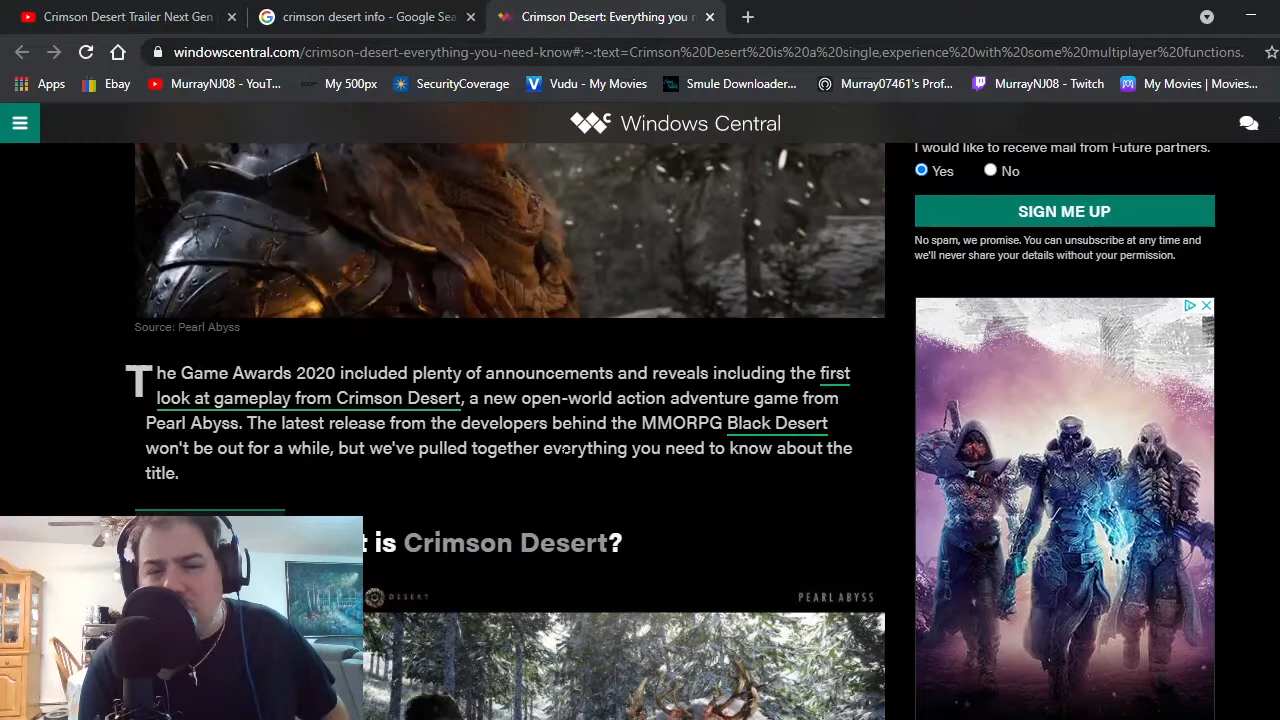 Crimson Desert Trailer Next Gen
crimson desert info - Google Sea
Crimson Desert: Everything you
windowscentral.com/crimson-desert-everything-you-need-know#:~:text=Crimson%20Desert%20is%20a%20single,experience%20with%20some%20multiplayer%20functions.
Apps
Ebay
MurrayNJ08 - YouT...
My 500px
SecurityCoverage
Vudu - My Movies
Smule Downloader...
Murray07461's Prof...
MurrayNJ08 - Twitch
My Movies | Movies...
Windows Central
I would like to receive mail from Future partners.
Yes No
SIGN ME UP
No spam, we promise. You can unsubscribe at any time and
we'll never share your details without your permission.
Source: Pearl Abyss
The Game Awards 2020 included plenty of announcements and reveals including the first
look at gameplay from Crimson Desert, a new open-world action adventure game from
Pearl Abyss. The latest release from the developers behind the MMORPG Black Desert
won't be out for a while, but we've pulled together everything you need to know about the
title.
t is Crimson Desert?
DESERT
PEARL ABYSS